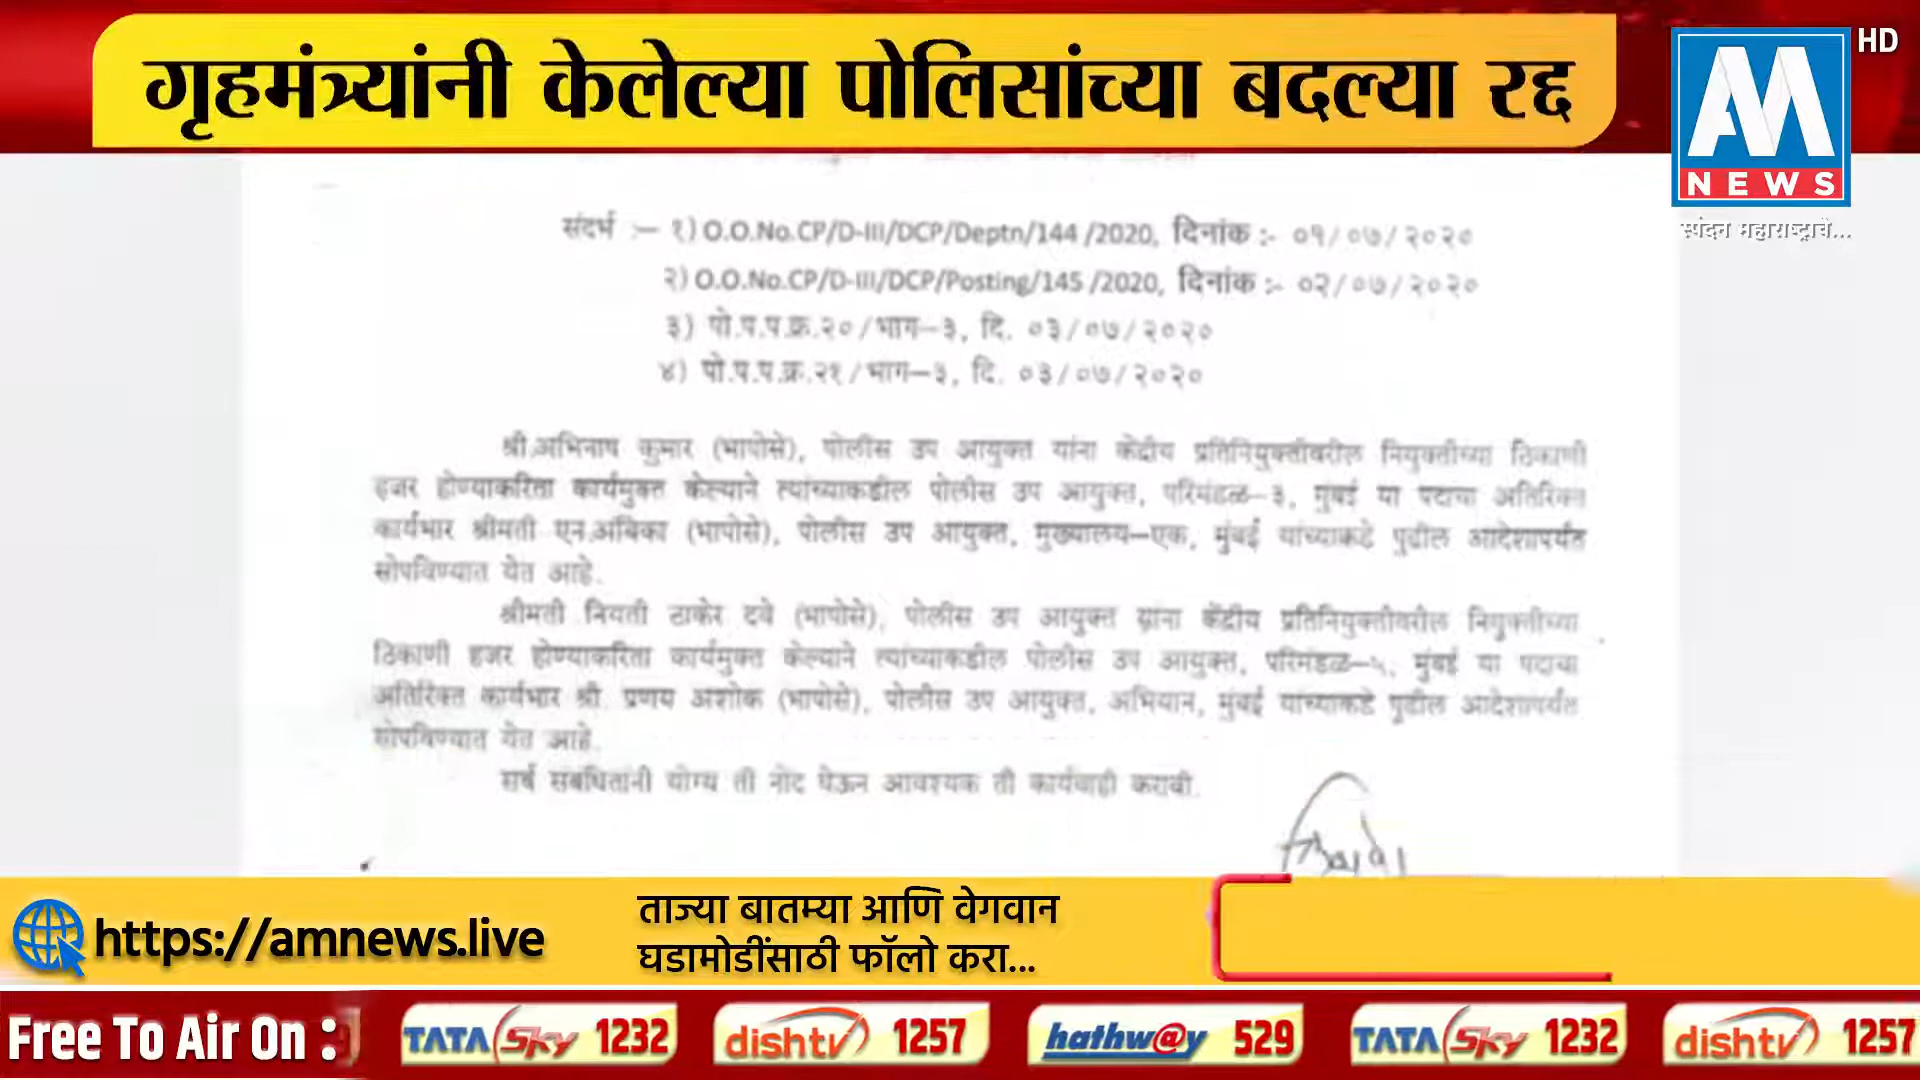 गृहमंत्र्यांनी केलेल्या पोलिसांच्या बदल्या रद्द
HD
AM
NEWS
स्पंदन महाराष्ट्राचे...
संदर्भ :— १) O.O.No.CP/D-III/DCP/Deptn/144 /2020, दिनांक :- ०१/०७/२०२०
२) O.O.No.CP/D-III/DCP/Posting/145 /2020, दिनांक :- ०२/०७/२०२०
३) पो.प.प.क्र.२०/भाग—३, दि. ०३/०७/२०२०
४) पो.प.प.क्र.२१/भाग—३, दि. ०३/०७/२०२०
श्री.अभिनाष कुमार (भापोसे), पोलीस उप आयुक्त यांना केंद्रीय प्रतिनियुक्तीवरील नियुक्तीच्या ठिकाणी
हजर होण्याकरिता कार्यमुक्त केल्याने त्यांच्याकडील पोलीस उप आयुक्त, परिमंडळ—३, मुंबई या पदाचा अतिरिक्त
कार्यभार श्रीमती एन.अंबिका (भापोसे), पोलीस उप आयुक्त, मुख्यालय—एक, मुंबई यांच्याकडे पुढील आदेशापर्यंत
सोपविण्यात येत आहे.
श्रीमती नियती ठाकेर दवे (भापोसे), पोलीस उप आयुक्त यांना केंद्रीय प्रतिनियुक्तीवरील नियुक्तीच्या
ठिकाणी हजर होण्याकरिता कार्यमुक्त केल्याने त्यांच्याकडील पोलीस उप आयुक्त, परिमंडळ—५, मुंबई या पदाचा
अतिरिक्त कार्यभार श्री. प्रणय अशोक (भापोसे), पोलीस उप आयुक्त, अभियान, मुंबई यांच्याकडे पुढील आदेशापर्यंत
सोपविण्यात येत आहे.
सर्व संबंधितांनी योग्य ती नोंद घेऊन आवश्यक ती कार्यवाही करावी.
https://amnews.live
ताज्या बातम्या आणि वेगवान
घडामोडींसाठी फॉलो करा...
Free To Air On : TATA Sky 1232 dishtv 1257 hathw@y 529 TATA Sky 1232 dishtv 1257